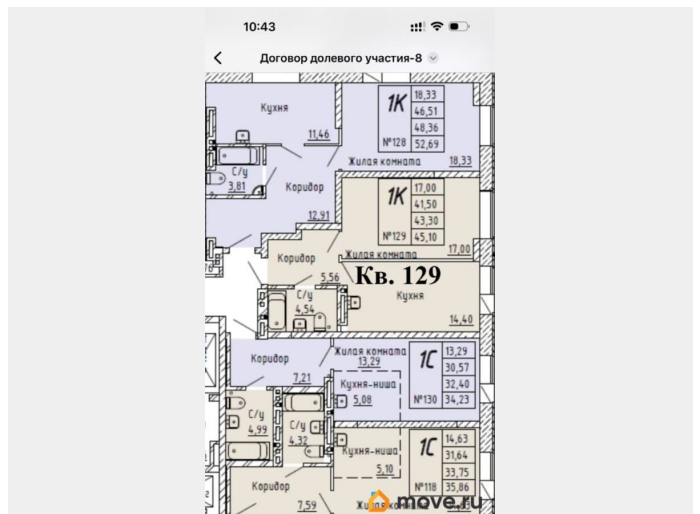 10:43
Договор долевого участия-8
Кухня
11,46
1К
18,33
46,51
48,36
№128
52,69
Жилая комната
18,33
С/у
3,81
Коридор
12,91
1К
17,00
41,50
43,30
№129
45,10
Жилая комната
17,00
Коридор
5,56
Кв. 129
С/у
4,54
Кухня
14,40
Коридор
7,21
Жилая комната
13,29
1С
13,29
30,57
32,40
№130
34,23
Кухня-ниша
5,08
С/у
4,99
С/у
4,32
Кухня-ниша
5,10
1С
14,63
31,64
33,75
№118
35,86
Коридор
7,59
move.ru